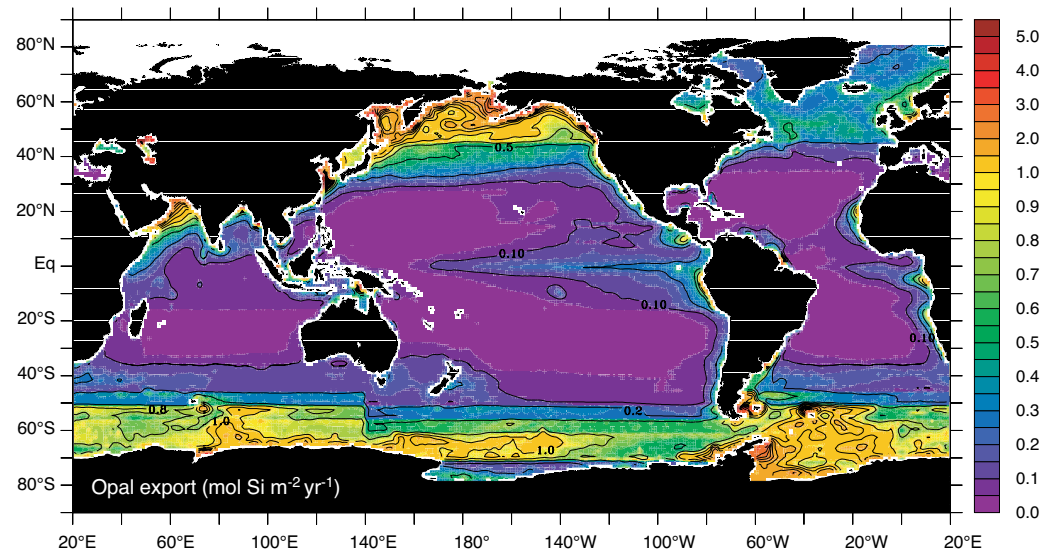 80°N
60°N
40°N
20°N
Eq
20°S
40°S
60°S
80°S
0.5
0.10
0.10
0.10
0.2
0.8
1.0
1.0
Opal export (mol Si m⁻² yr⁻¹)
20°E 60°E 100°E 140°E 180° 140°W 100°W 60°W 20°W 20°E
5.0
4.0
3.0
2.0
1.0
0.9
0.8
0.7
0.6
0.5
0.4
0.3
0.2
0.1
0.0